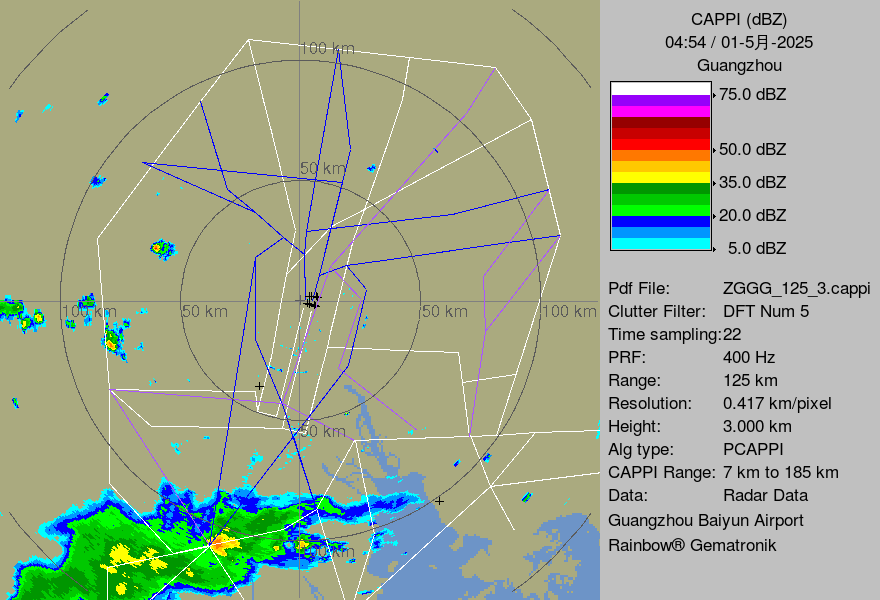 CAPPI (dBZ)
04:54 / 01-5月-2025
Guangzhou
75.0 dBZ
50.0 dBZ
35.0 dBZ
20.0 dBZ
5.0 dBZ
Pdf File: ZGGG_125_3.cappi
Clutter Filter: DFT Num 5
Time sampling:22
PRF: 400 Hz
Range: 125 km
Resolution: 0.417 km/pixel
Height: 3.000 km
Alg type: PCAPPI
CAPPI Range: 7 km to 185 km
Data: Radar Data
Guangzhou Baiyun Airport
Rainbow® Gematronik
100 km
50 km
100 km
50 km
50 km
100 km
50 km
100 km